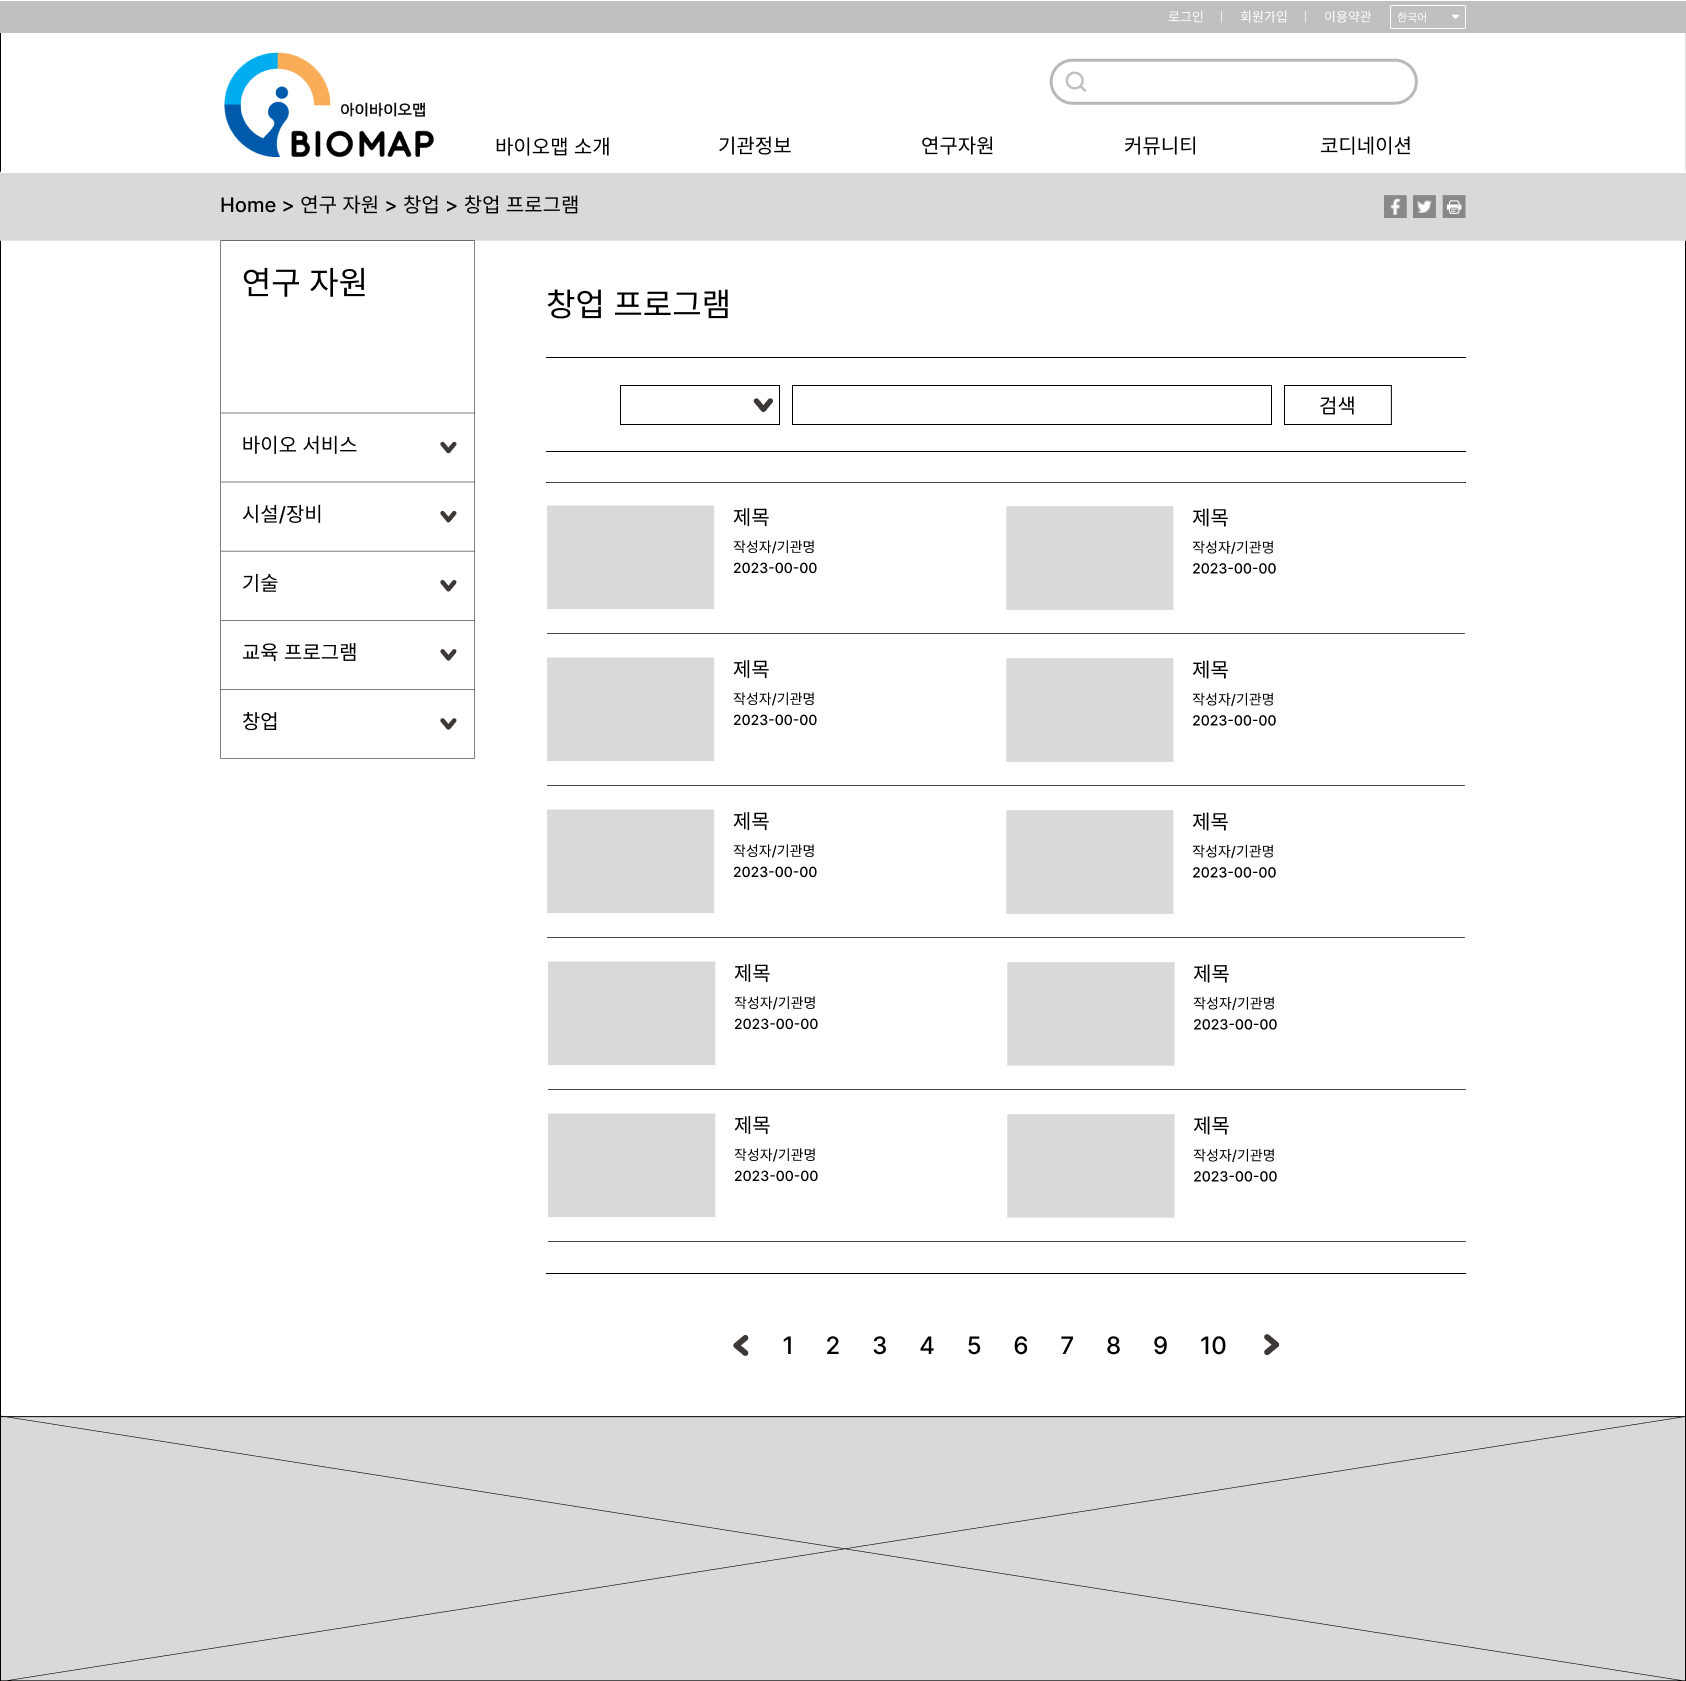 로그인 | 회원가입 | 이용약관 한국어
아이바이오맵
BIOMAP
바이오맵 소개 기관정보 연구자원 커뮤니티 코디네이션
Home > 연구 자원 > 창업 > 창업 프로그램
연구 자원
바이오 서비스
시설/장비
기술
교육 프로그램
창업
창업 프로그램
검색
제목
작성자/기관명
2023-00-00
제목
작성자/기관명
2023-00-00
제목
작성자/기관명
2023-00-00
제목
작성자/기관명
2023-00-00
제목
작성자/기관명
2023-00-00
제목
작성자/기관명
2023-00-00
제목
작성자/기관명
2023-00-00
제목
작성자/기관명
2023-00-00
제목
작성자/기관명
2023-00-00
제목
작성자/기관명
2023-00-00
1 2 3 4 5 6 7 8 9 10